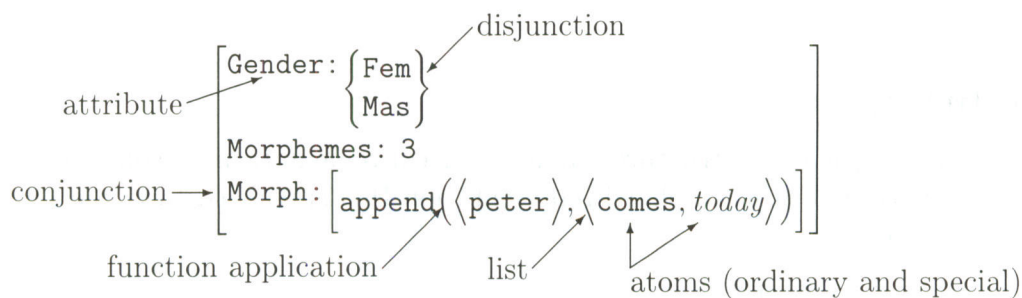 disjunction
Gender: {Fem
attribute
Mas}
Morphemes: 3
conjunction
Morph: [append(⟨peter⟩, ⟨comes, today⟩)]
function application
list
atoms (ordinary and special)